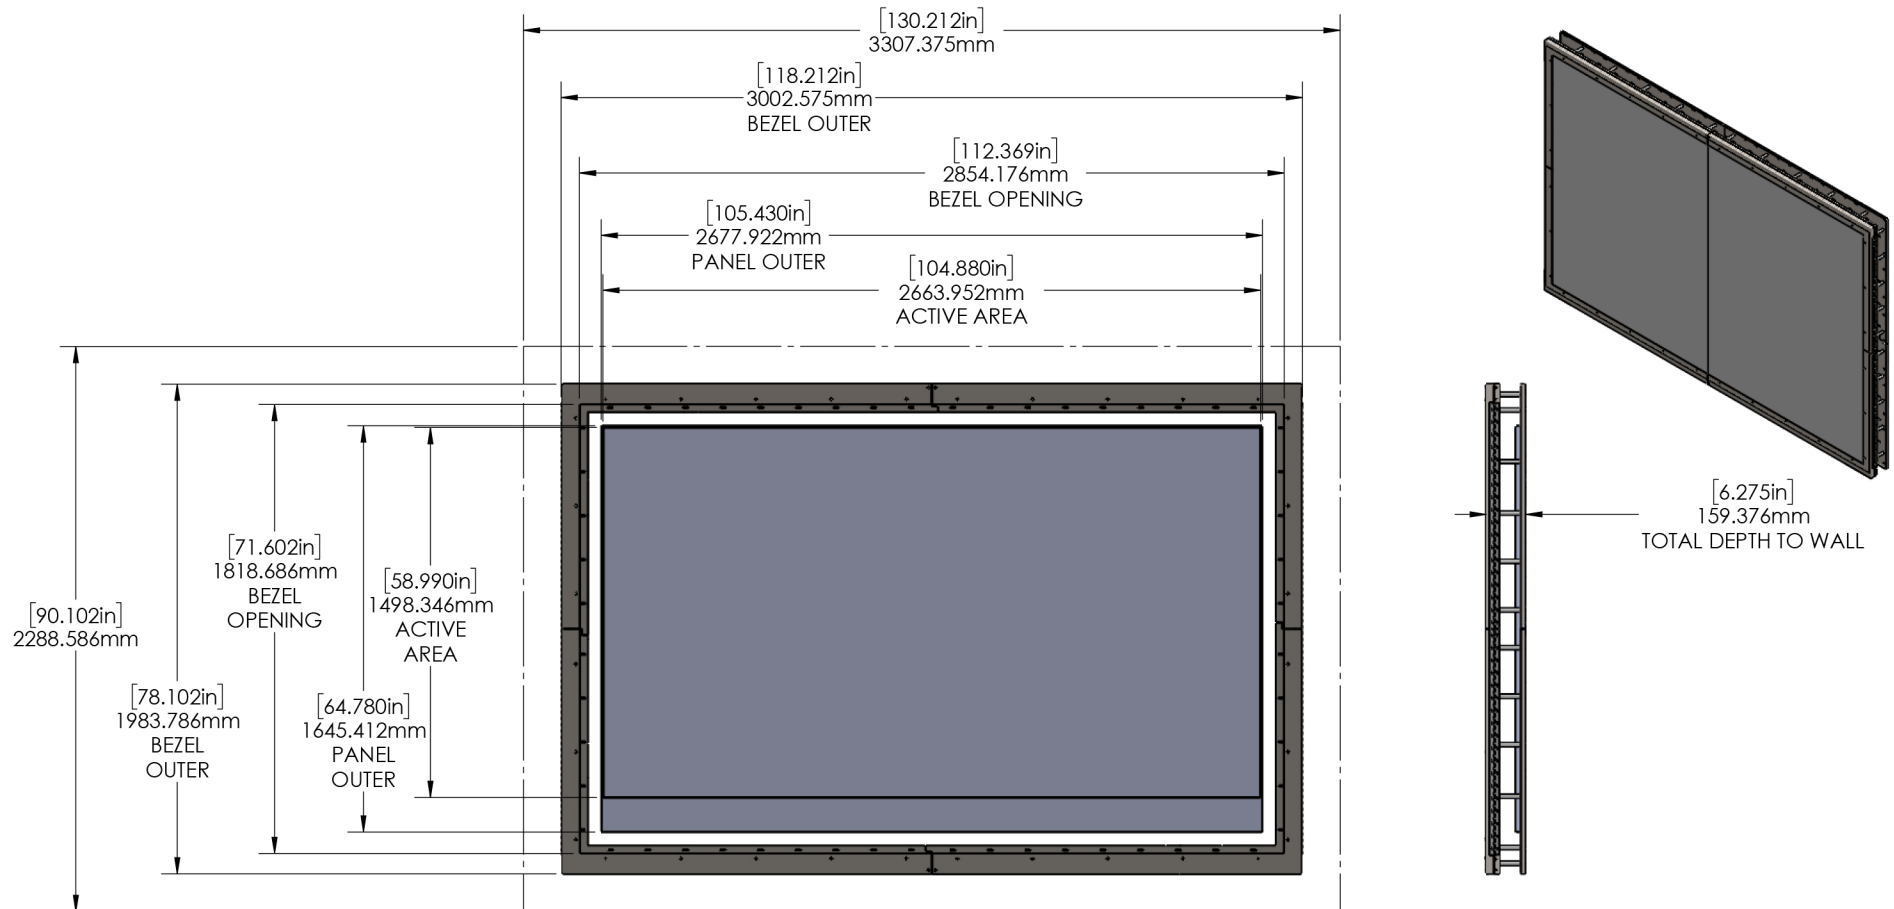 [130.212in]
3307.375mm
[118.212in]
3002.575mm
BEZEL OUTER
[112.369in]
2854.176mm
BEZEL OPENING
[105.430in]
2677.922mm
PANEL OUTER
[104.880in]
2663.952mm
ACTIVE AREA
[90.102in]
2288.586mm
[78.102in]
1983.786mm
BEZEL
OUTER
[71.602in]
1818.686mm
BEZEL
OPENING
[64.780in]
1645.412mm
PANEL
OUTER
[58.990in]
1498.346mm
ACTIVE
AREA
[6.275in]
159.376mm
TOTAL DEPTH TO WALL